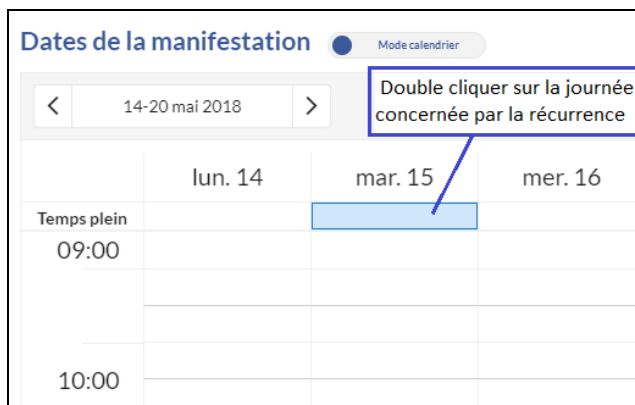 Dates de la manifestation Mode calendrier
Double cliquer sur la journée
concernée par la récurrence
14-20 mai 2018
lun. 14 mar. 15 mer. 16
Temps plein
09:00
10:00